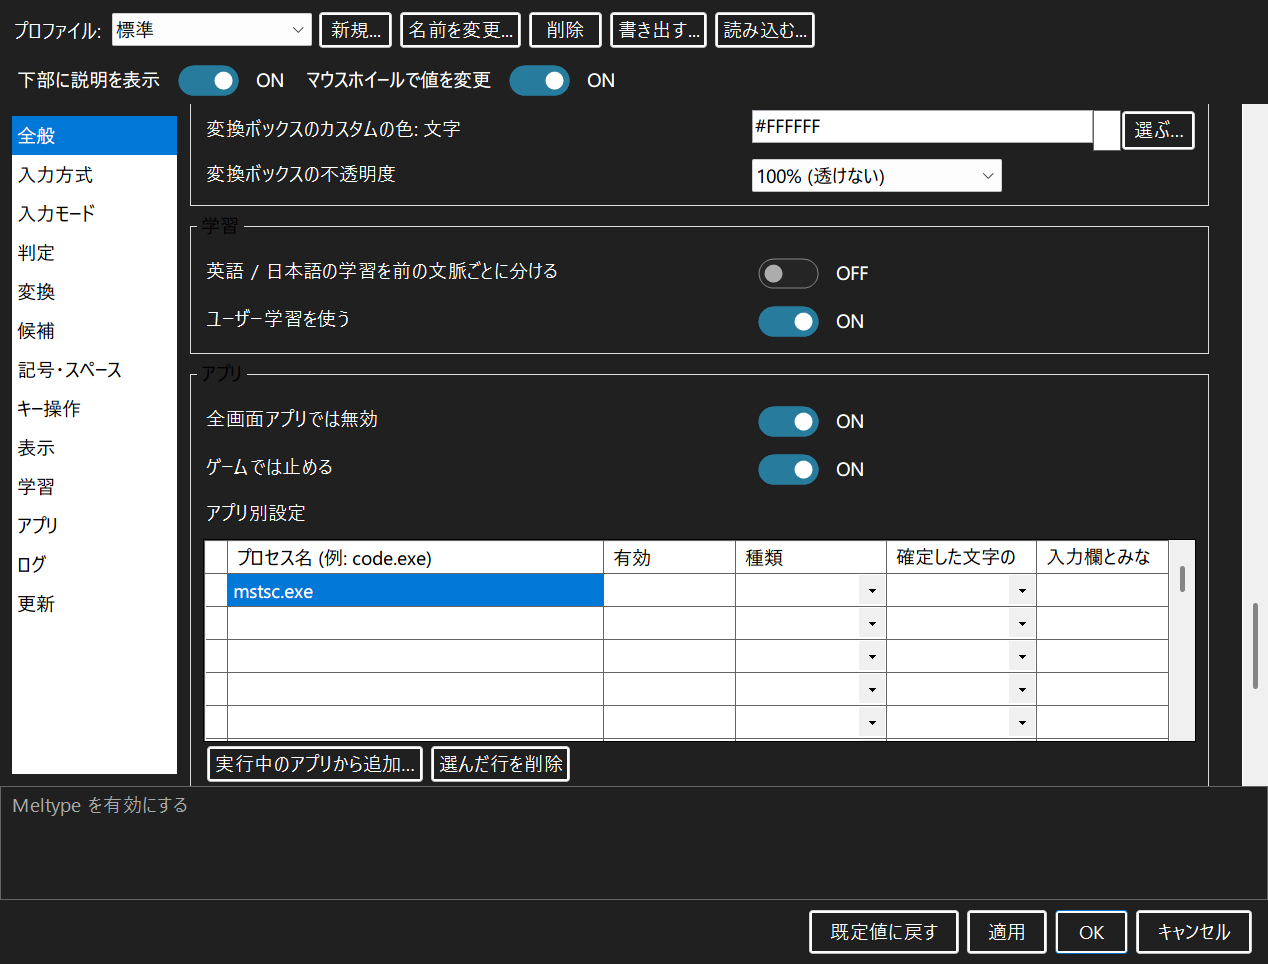 プロファイル: 標準 新規... 名前を変更... 削除 書き出す... 読み込む...
下部に説明を表示 ON マウスホイールで値を変更 ON
全般
入力方式
入力モード
判定
変換
候補
記号・スペース
キー操作
表示
学習
アプリ
ログ
更新
変換ボックスのカスタムの色: 文字 #FFFFFF 選ぶ...
変換ボックスの不透明度 100% (透けない)
学習
英語 / 日本語の学習を前の文脈ごとに分ける OFF
ユーザー学習を使う ON
アプリ
全画面アプリでは無効 ON
ゲームでは止める ON
アプリ別設定
プロセス名 (例: code.exe) 有効 種類 確定した文字の 入力欄とみな
mstsc.exe
実行中のアプリから追加... 選んだ行を削除
Meltype を有効にする
既定値に戻す 適用 OK キャンセル